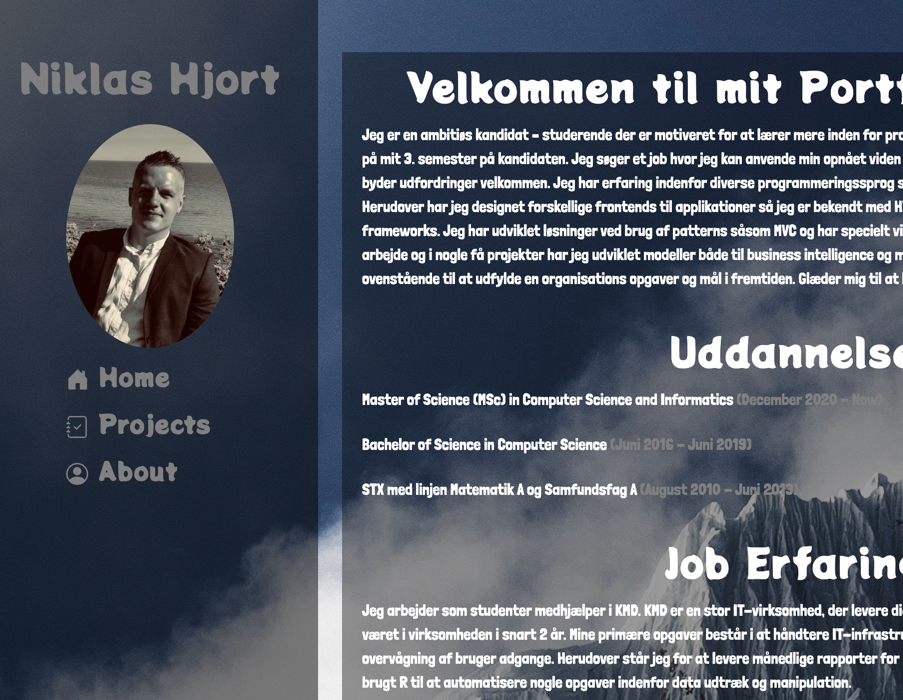 Niklas Hjort
Home
Projects
About
Velkommen til mit
Jeg er en ambitiøs kandidat - studerende der er motiveret for at lærer mere inden for
på mit 3. semester på kandidaten. Jeg søger et job hvor jeg kan anvende min opnået viden
byder udfordringer velkommen. Jeg har erfaring indenfor diverse programmeringssprog
Herudover har jeg designet forskellige frontends til applikationer så jeg er bekendt med
frameworks. Jeg har udviklet løsninger ved brug af patterns såsom MVC og har specielt
arbejde og i nogle få projekter har jeg udviklet modeller både til business intelligence og
ovenstående til at udfylde en organisations opgaver og mål i fremtiden. Glæder mig til at
Master of Science (MSc) in Computer Science and Informatics (December 2020 - Now)
Bachelor of Science in Computer Science (Juni 2016 - Juni 2019)
STX med linjen Matematik A og Samfundsfag A (August 2010 - Juni 2013)
Job
Jeg arbejder som studenter medhjælper i KMD. KMD er en stor IT-virksomhed, der levere
været i virksomheden i snart 2 år. Mine primære opgaver består i at håndtere
overvågning af bruger adgange. Herudover står jeg for at levere månedlige rapporter for
brugt R til at automatisere nogle opgaver indenfor data udtræk og manipulation.